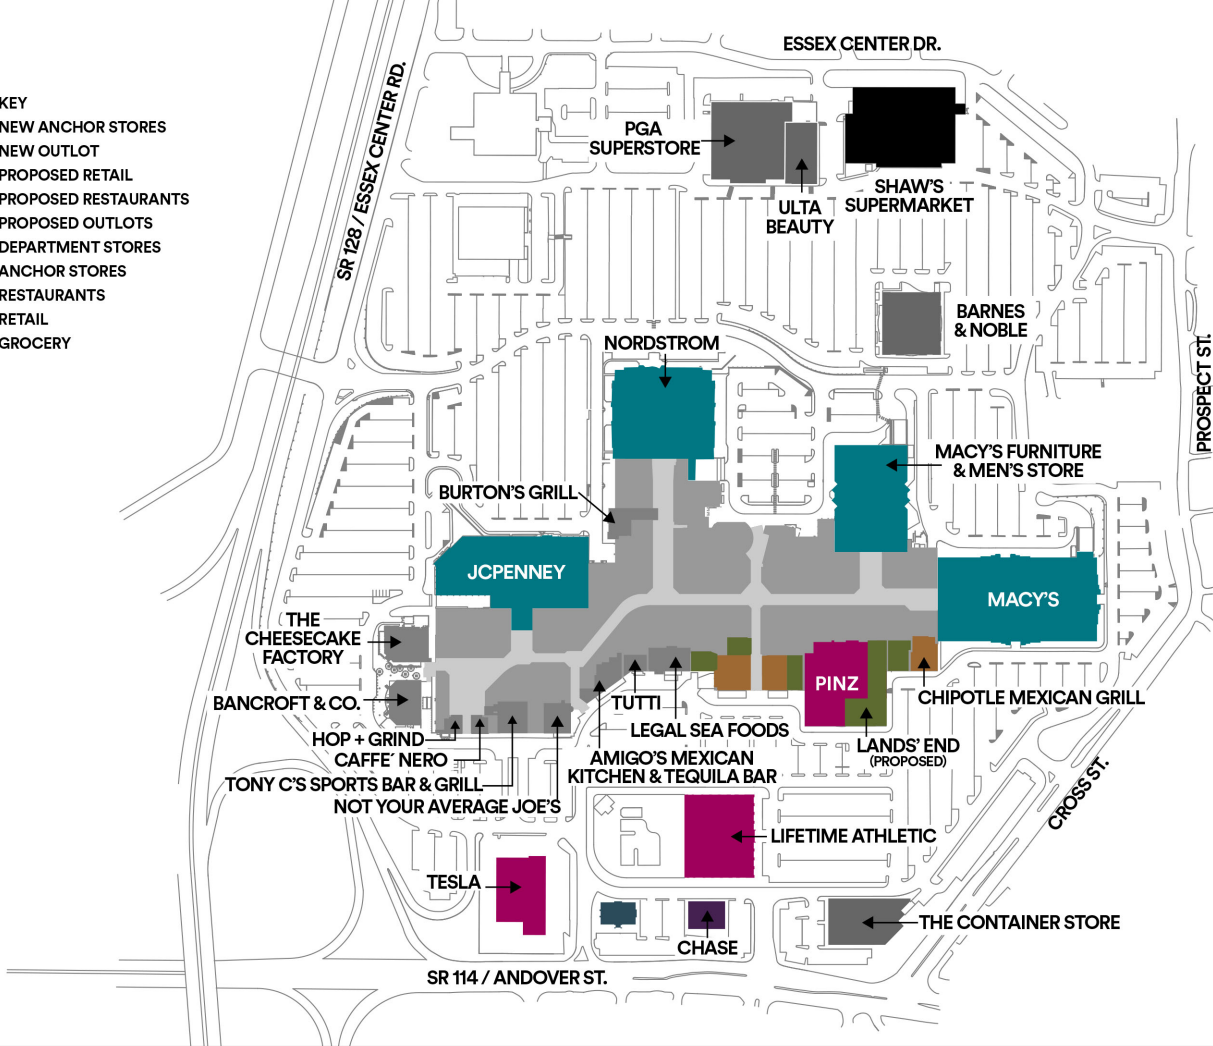 ESSEX CENTER DR.
SR 128 / ESSEX CENTER RD.
KEY
NEW ANCHOR STORES
NEW OUTLOT
PROPOSED RETAIL
PROPOSED RESTAURANTS
PROPOSED OUTLOTS
DEPARTMENT STORES
ANCHOR STORES
RESTAURANTS
RETAIL
GROCERY
PGA
SUPERSTORE
ULTA
BEAUTY
SHAW'S
SUPERMARKET
BARNES
& NOBLE
PROSPECT ST.
NORDSTROM
MACY'S FURNITURE
& MEN'S STORE
BURTON'S GRILL
JCPENNEY
MACY'S
THE
CHEESECAKE
FACTORY
BANCROFT & CO.
PINZ
CHIPOTLE MEXICAN GRILL
TUTTI
LEGAL SEA FOODS
LANDS' END
(PROPOSED)
HOP + GRIND
CAFFE´ NERO
AMIGO'S MEXICAN
KITCHEN & TEQUILA BAR
TONY C'S SPORTS BAR & GRILL
NOT YOUR AVERAGE JOE'S
CROSS ST.
LIFETIME ATHLETIC
TESLA
CHASE
THE CONTAINER STORE
SR 114 / ANDOVER ST.